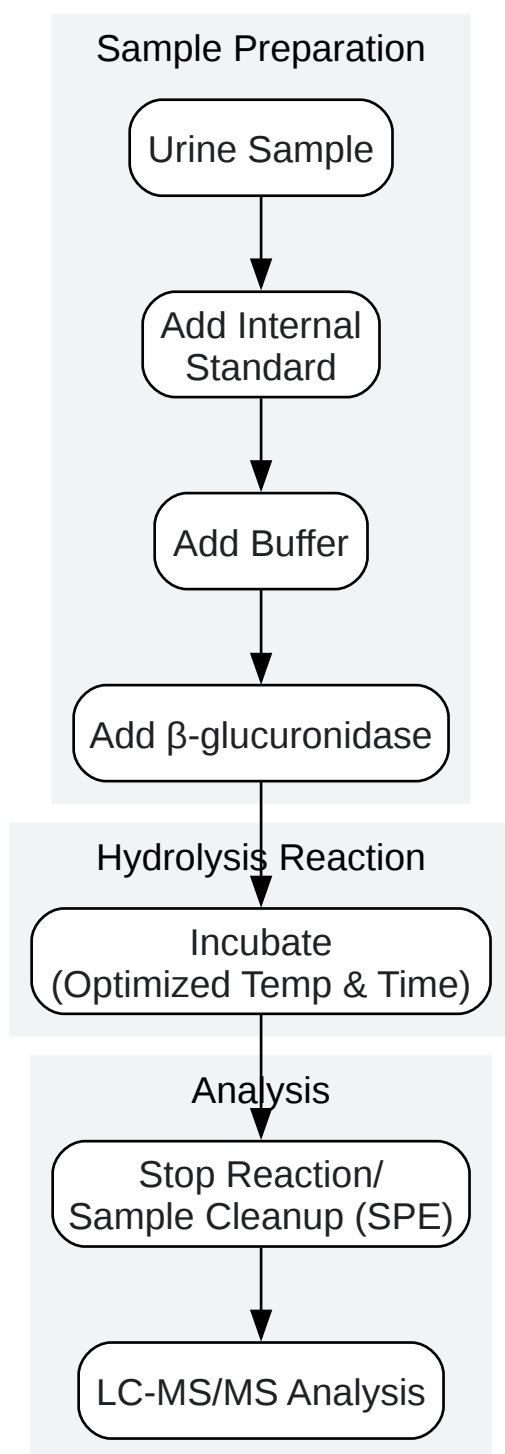 Sample Preparation
Urine Sample
Add Internal
Standard
Add Buffer
Add β-glucuronidase
Hydrolysis Reaction
Incubate
(Optimized Temp & Time)
Analysis
Stop Reaction/
Sample Cleanup (SPE)
LC-MS/MS Analysis